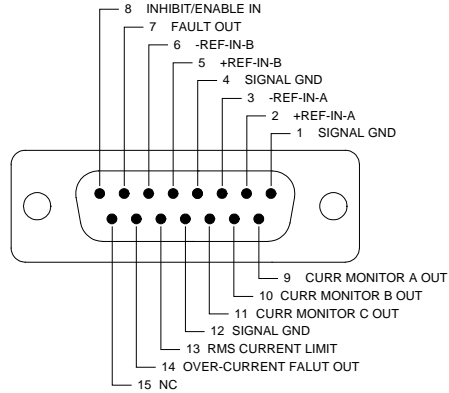 8 INHIBIT/ENABLE IN
7 FAULT OUT
6 -REF-IN-B
5 +REF-IN-B
4 SIGNAL GND
3 -REF-IN-A
2 +REF-IN-A
1 SIGNAL GND
9 CURR MONITOR A OUT
10 CURR MONITOR B OUT
11 CURR MONITOR C OUT
12 SIGNAL GND
13 RMS CURRENT LIMIT
14 OVER-CURRENT FALUT OUT
15 NC